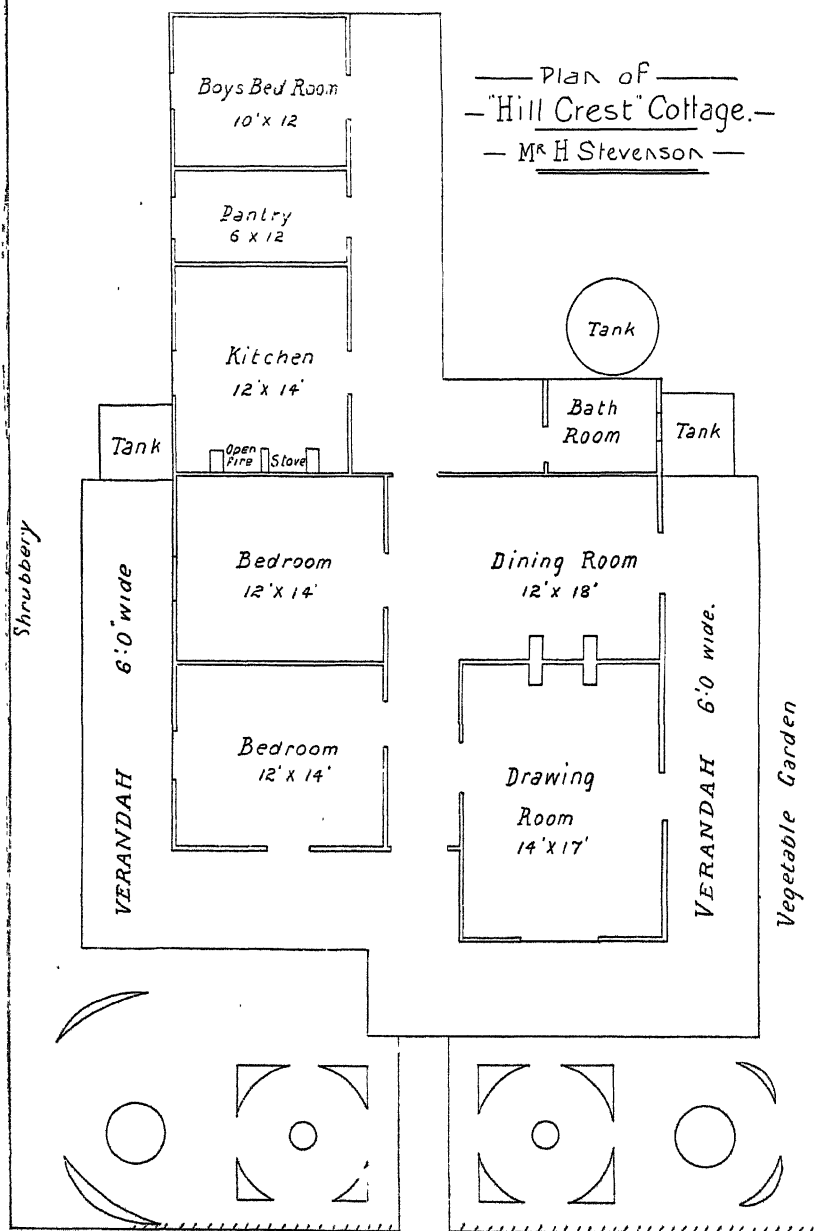 Plan of
"Hill Crest" Cottage.
Mr H Stevenson
Boys Bed Room
10' x 12
Pantry
6 x 12
Kitchen
12' x 14'
Open
Fire
Stove
Tank
Tank
Bath
Room
Tank
Bedroom
12' x 14'
Dining Room
12' x 18'
Bedroom
12' x 14'
Drawing
Room
14' x 17'
VERANDAH 6'0" wide
VERANDAH 6'0 wide.
Shrubbery
Vegetable Garden